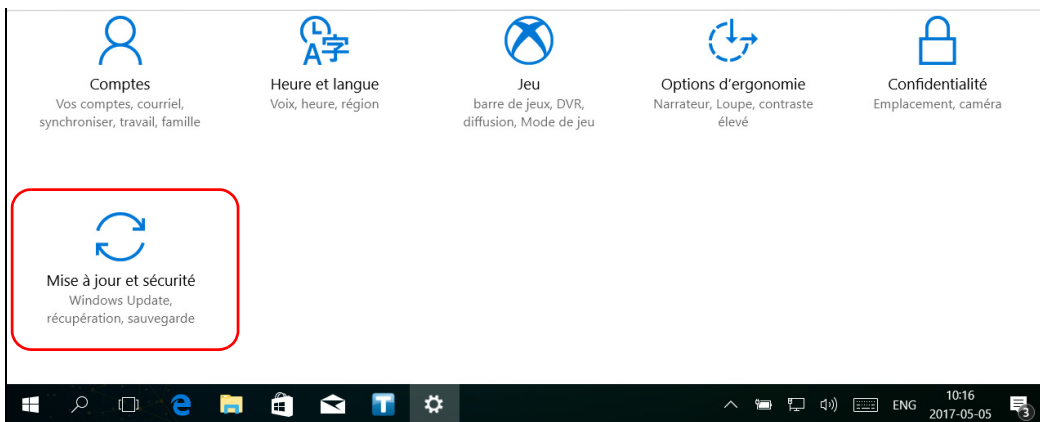 Comptes
Vos comptes, courriel,
synchroniser, travail, famille
Heure et langue
Voix, heure, région
Jeu
barre de jeux, DVR,
diffusion, Mode de jeu
Options d'ergonomie
Narrateur, Loupe, contraste
élevé
Confidentialité
Emplacement, caméra
Mise à jour et sécurité
Windows Update,
récupération, sauvegarde
T
ENG
10:16
2017-05-05
3